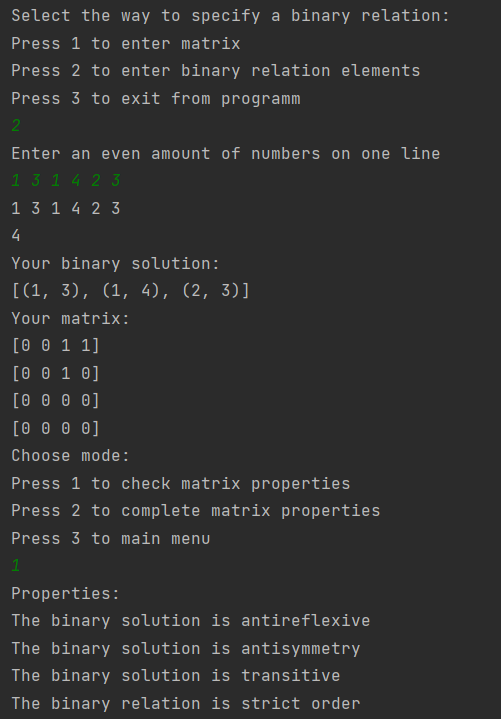 Select the way to specify a binary relation:
Press 1 to enter matrix
Press 2 to enter binary relation elements
Press 3 to exit from programm
2
Enter an even amount of numbers on one line
1 3 1 4 2 3
1 3 1 4 2 3
4
Your binary solution:
[(1, 3), (1, 4), (2, 3)]
Your matrix:
[0 0 1 1]
[0 0 1 0]
[0 0 0 0]
[0 0 0 0]
Choose mode:
Press 1 to check matrix properties
Press 2 to complete matrix properties
Press 3 to main menu
1
Properties:
The binary solution is antireflexive
The binary solution is antisymmetry
The binary solution is transitive
The binary relation is strict order